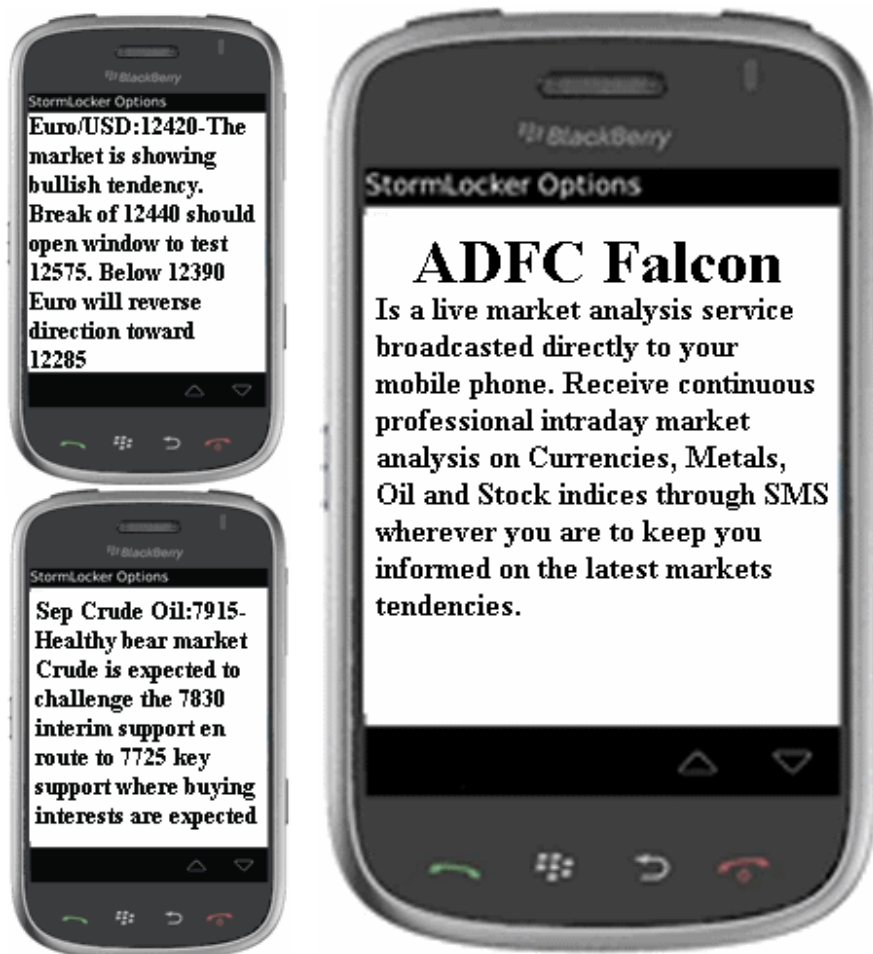 BlackBerry
StormLocker Options
Euro/USD:12420-The
market is showing
bullish tendency.
Break of 12440 should
open window to test
12575. Below 12390
Euro will reverse
direction toward
12285
BlackBerry
StormLocker Options
Sep Crude Oil:7915-
Healthy bear market
Crude is expected to
challenge the 7830
interim support en
route to 7725 key
support where buying
interests are expected
BlackBerry
StormLocker Options
ADFC Falcon
Is a live market analysis service
broadcasted directly to your
mobile phone. Receive continuous
professional intraday market
analysis on Currencies, Metals,
Oil and Stock indices through SMS
wherever you are to keep you
informed on the latest markets
tendencies.